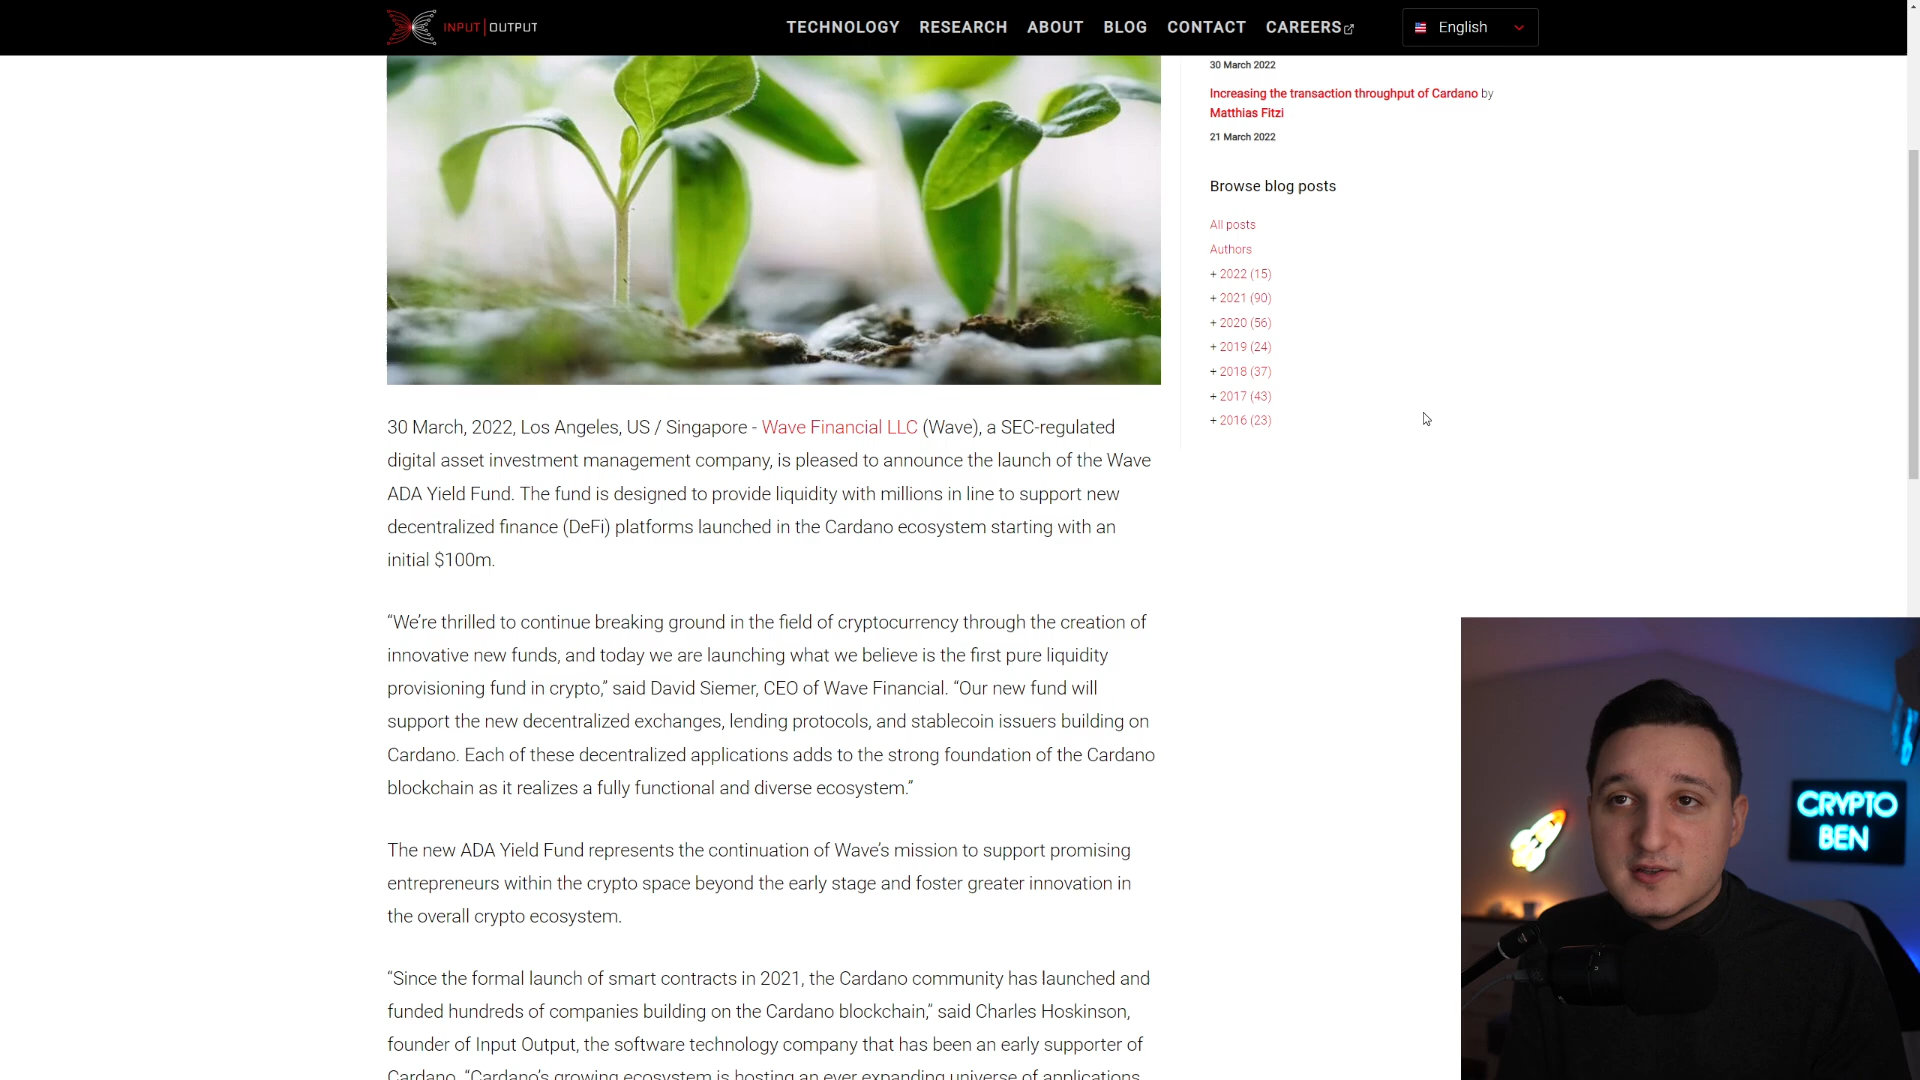 INPUT | OUTPUT
TECHNOLOGY RESEARCH ABOUT BLOG CONTACT CAREERS
English
30 March 2022
Increasing the transaction throughput of Cardano by
Matthias Fitzi
21 March 2022
Browse blog posts
All posts
Authors
+ 2022 (15)
+ 2021 (90)
+ 2020 (56)
+ 2019 (24)
+ 2018 (37)
+ 2017 (43)
+ 2016 (23)
30 March, 2022, Los Angeles, US / Singapore - Wave Financial LLC (Wave), a SEC-regulated
digital asset investment management company, is pleased to announce the launch of the Wave
ADA Yield Fund. The fund is designed to provide liquidity with millions in line to support new
decentralized finance (DeFi) platforms launched in the Cardano ecosystem starting with an
initial $100m.
“We’re thrilled to continue breaking ground in the field of cryptocurrency through the creation of
innovative new funds, and today we are launching what we believe is the first pure liquidity
provisioning fund in crypto,” said David Siemer, CEO of Wave Financial. “Our new fund will
support the new decentralized exchanges, lending protocols, and stablecoin issuers building on
Cardano. Each of these decentralized applications adds to the strong foundation of the Cardano
blockchain as it realizes a fully functional and diverse ecosystem.”
The new ADA Yield Fund represents the continuation of Wave’s mission to support promising
entrepreneurs within the crypto space beyond the early stage and foster greater innovation in
the overall crypto ecosystem.
“Since the formal launch of smart contracts in 2021, the Cardano community has launched and
funded hundreds of companies building on the Cardano blockchain,” said Charles Hoskinson,
founder of Input Output, the software technology company that has been an early supporter of
Cardano. “Cardano’s growing ecosystem is hosting an ever expanding universe of applications
CRYPTO
BEN